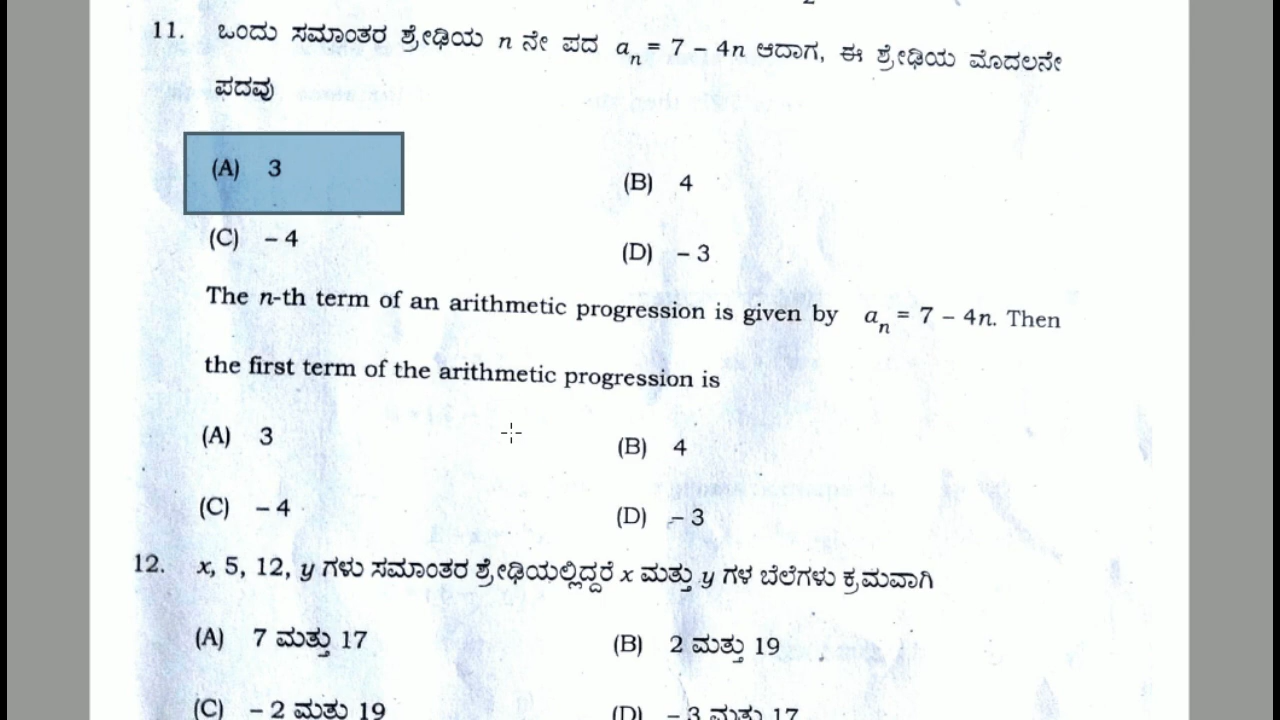 11. ಒಂದು ಸಮಾಂತರ ಶ್ರೇಢಿಯ n ನೇ ಪದ aₙ = 7 – 4n ಆದಾಗ, ಈ ಶ್ರೇಢಿಯ ಮೊದಲನೇ
ಪದವು
(A) 3 (B) 4
(C) – 4 (D) – 3
The n-th term of an arithmetic progression is given by aₙ = 7 – 4n. Then
the first term of the arithmetic progression is
(A) 3 (B) 4
(C) – 4 (D) – 3
12. x, 5, 12, y ಗಳು ಸಮಾಂತರ ಶ್ರೇಢಿಯಲ್ಲಿದ್ದರೆ x ಮತ್ತು y ಗಳ ಬೆಲೆಗಳು ಕ್ರಮವಾಗಿ
(A) 7 ಮತ್ತು 17 (B) 2 ಮತ್ತು 19
(C) – 2 ಮತ್ತು 19 (D) – 3 ಮತ್ತು 17